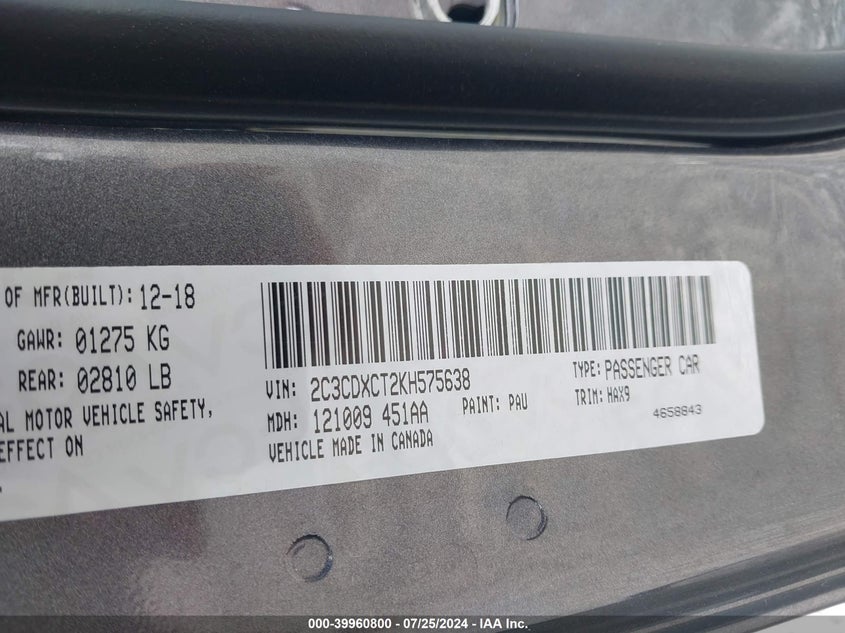 OF MFR(BUILT): 12-18
GAWR: 01275 KG
REAR: 02810 LB
AL MOTOR VEHICLE SAFETY,
EFFECT ON
VIN: 2C3CDXCT2KH575638
TYPE: PASSENGER CAR
MDH: 121009 451AA
PAINT: PAU
TRIM: HAX9
VEHICLE MADE IN CANADA
4658843
000-39960800 - 07/25/2024 - IAA Inc.